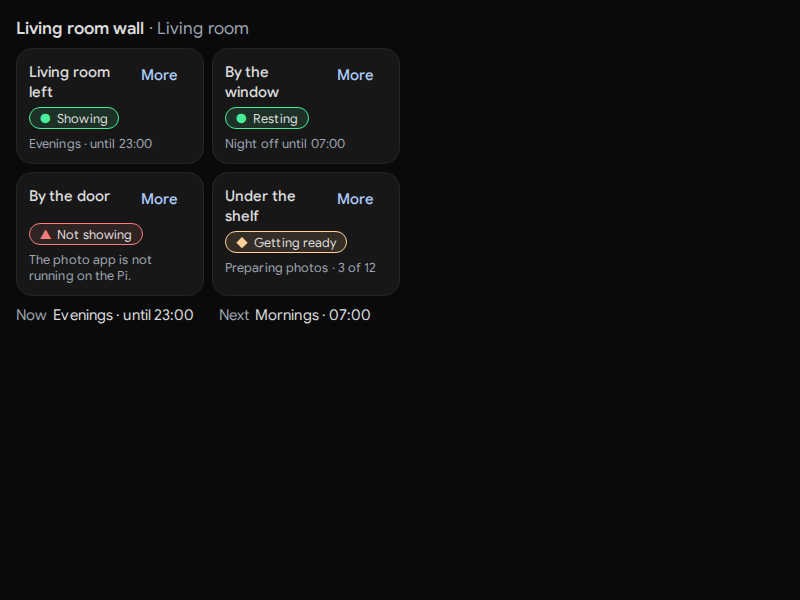 Living room wall · Living room
Living room left
More
Showing
Evenings · until 23:00
By the window
More
Resting
Night off until 07:00
By the door
More
Not showing
The photo app is not
running on the Pi.
Under the shelf
More
Getting ready
Preparing photos · 3 of 12
Now Evenings · until 23:00
Next Mornings · 07:00